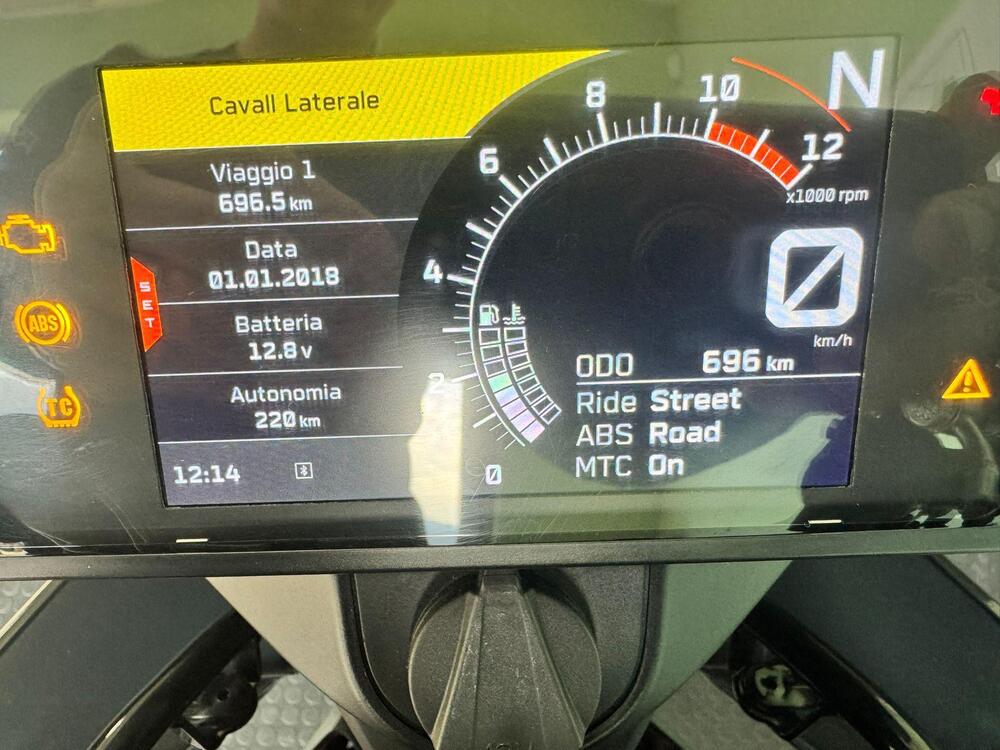 Cavall Laterale
Viaggio 1
696.5 km
Data
01.01.2018
Batteria
12.8 v
Autonomia
220 km
12:14
SET
ABS
TC
0
2
4
6
8
10
12
x1000 rpm
N
0
km/h
ODO 696 km
Ride Street
ABS Road
MTC On